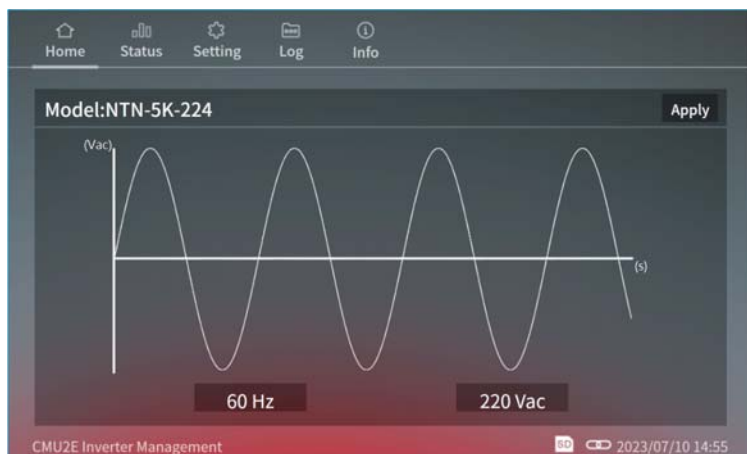 Home Status Setting Log Info
Model:NTN-5K-224 Apply
(Vac)
(s)
60 Hz 220 Vac
CMU2E Inverter Management SD 2023/07/10 14:55